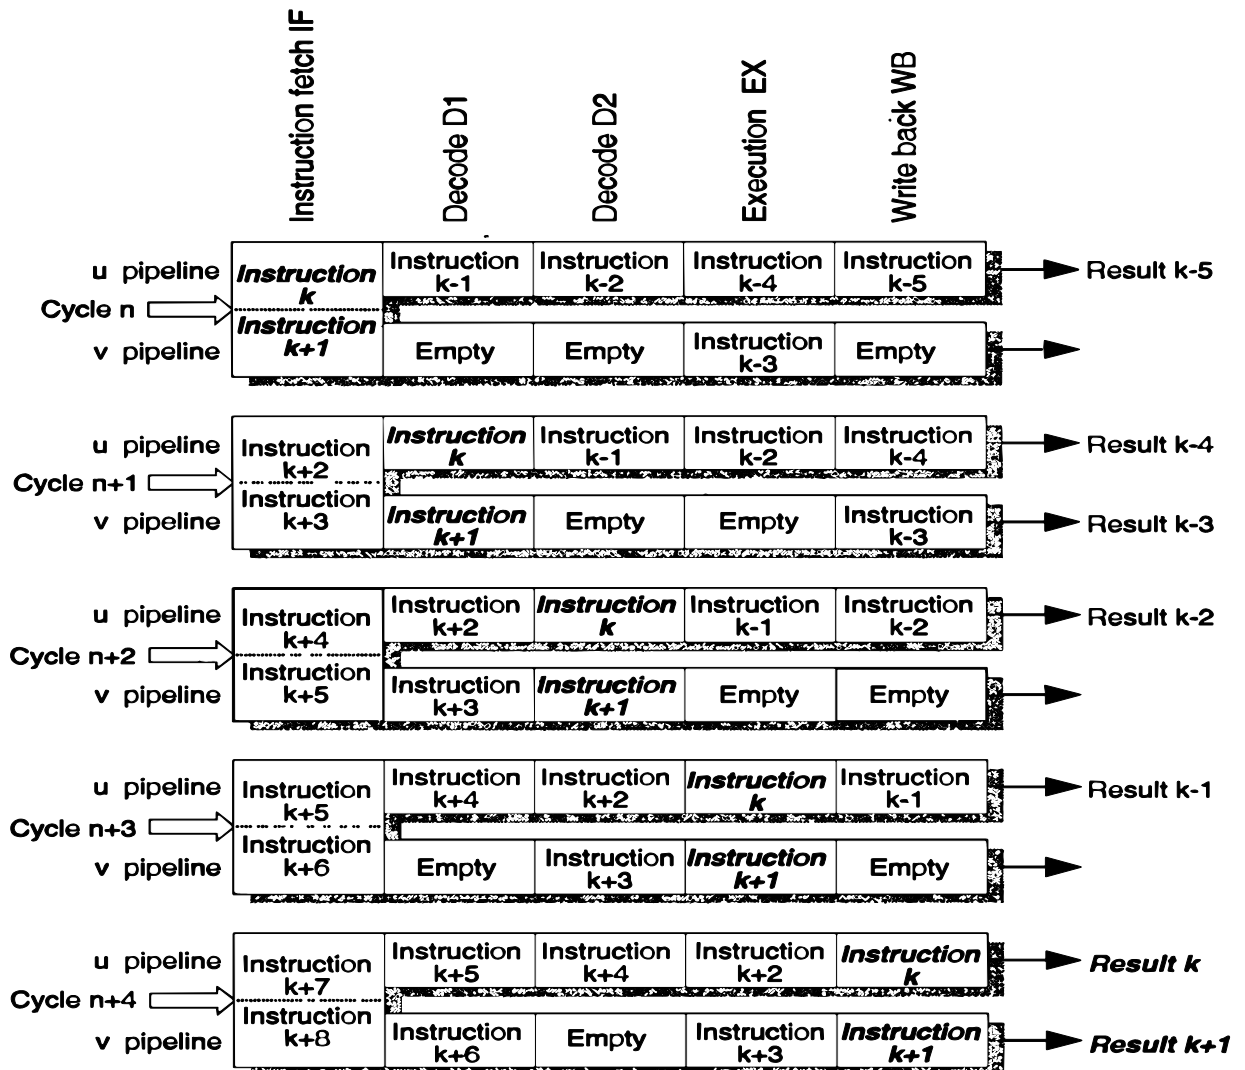 Instruction fetch IF
Decode D1
Decode D2
Execution EX
Write back WB
u pipeline
Cycle n
v pipeline
Instruction
k
Instruction
k+1
Instruction
k-1
Instruction
k-2
Instruction
k-4
Instruction
k-5
Result k-5
Empty
Empty
Instruction
k-3
Empty
u pipeline
Cycle n+1
v pipeline
Instruction
k+2
Instruction
k+3
Instruction
k
Instruction
k-1
Instruction
k-2
Instruction
k-4
Result k-4
Instruction
k+1
Empty
Empty
Instruction
k-3
Result k-3
u pipeline
Cycle n+2
v pipeline
Instruction
k+4
Instruction
k+5
Instruction
k+2
Instruction
k
Instruction
k-1
Instruction
k-2
Result k-2
Instruction
k+3
Instruction
k+1
Empty
Empty
u pipeline
Cycle n+3
v pipeline
Instruction
k+5
Instruction
k+6
Instruction
k+4
Instruction
k+2
Instruction
k
Instruction
k-1
Result k-1
Empty
Instruction
k+3
Instruction
k+1
Empty
u pipeline
Cycle n+4
v pipeline
Instruction
k+7
Instruction
k+8
Instruction
k+5
Instruction
k+4
Instruction
k+2
Instruction
k
Result k
Instruction
k+6
Empty
Instruction
k+3
Instruction
k+1
Result k+1